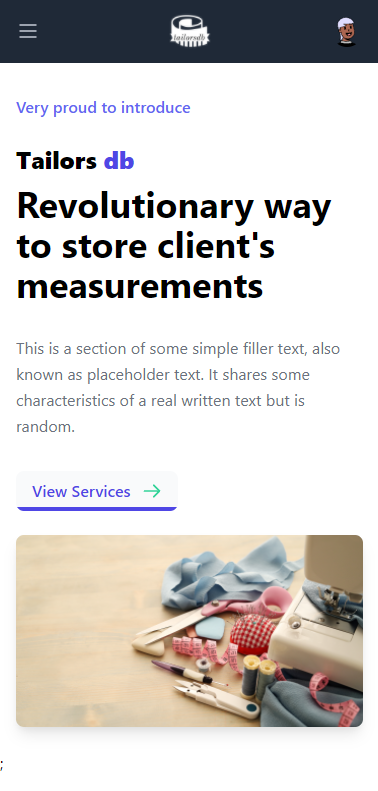 tailorsdb
Very proud to introduce
Tailors db
Revolutionary way
to store client's
measurements
This is a section of some simple filler text, also
known as placeholder text. It shares some
characteristics of a real written text but is
random.
View Services
;